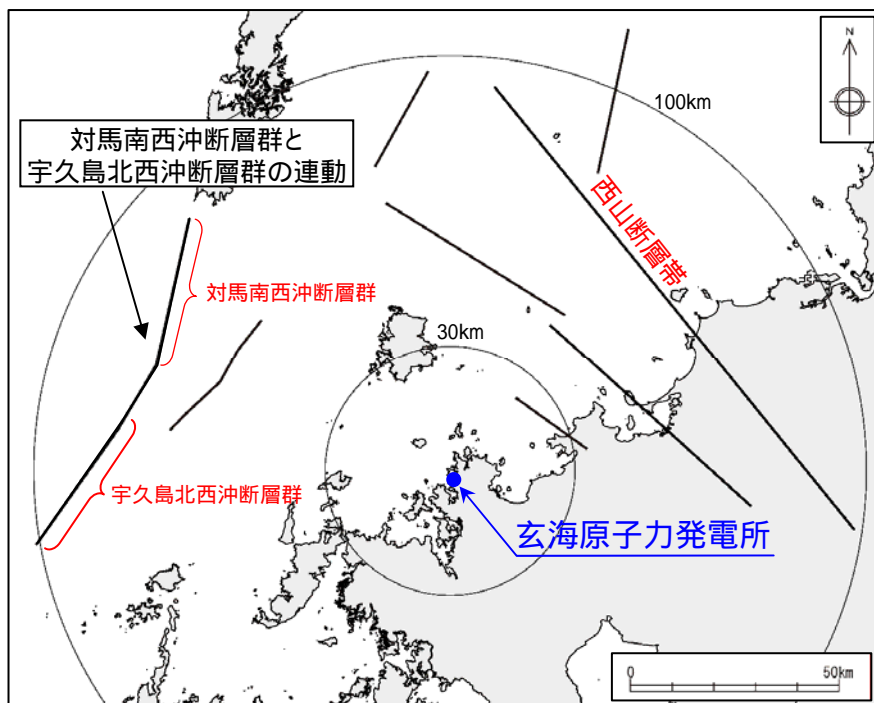 N
100km
対馬南西沖断層群と
宇久島北西沖断層群の連動
西山断層帯
対馬南西沖断層群
30km
宇久島北西沖断層群
玄海原子力発電所
0
50km